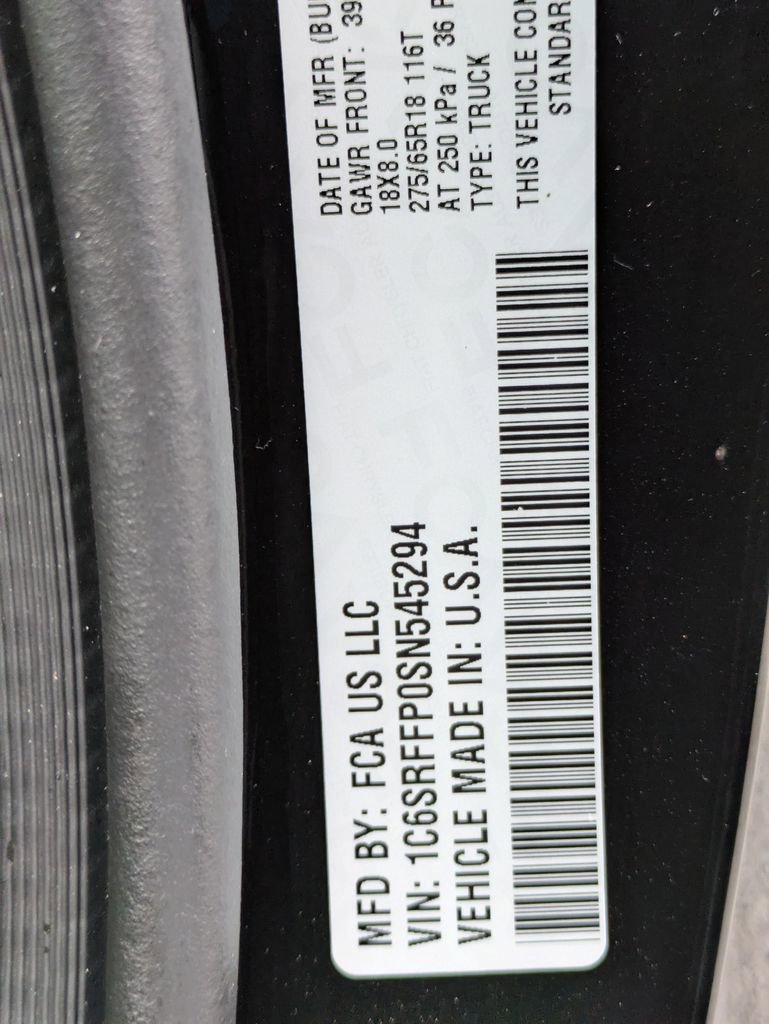 MFD BY: FCA US LLC
VIN: 1C6SRFFP0SN545294
VEHICLE MADE IN: U.S.A.
DATE OF MFR (BU
GAWR FRONT: 39
18X8.0
275/65R18 116T
AT 250 kPa / 36 P
TYPE: TRUCK
THIS VEHICLE CON
STANDAR